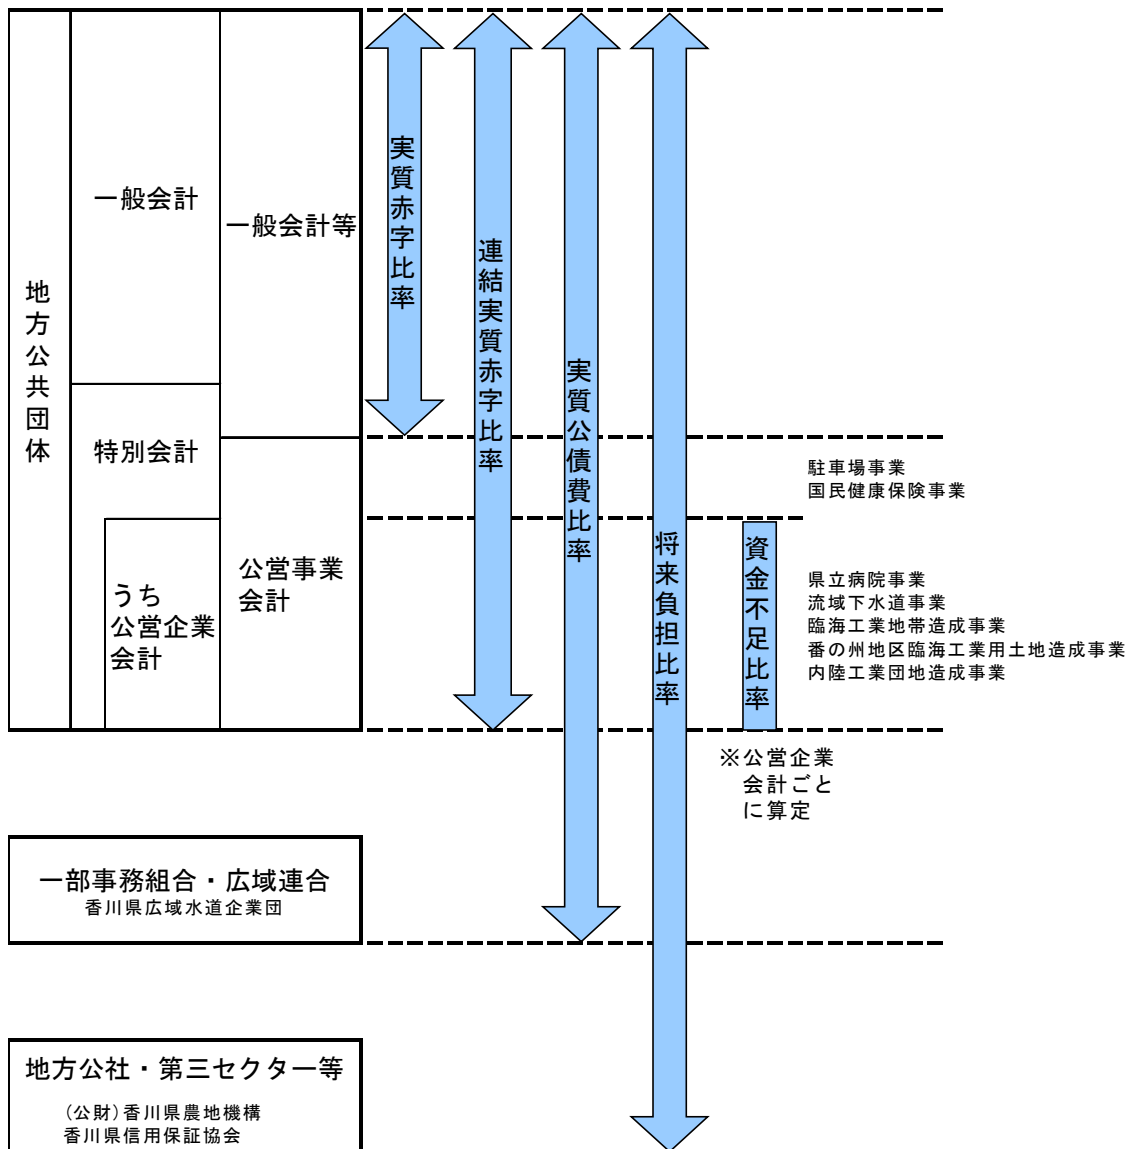 地方公共団体
一般会計
一般会計等
特別会計
うち
公営企業
会計
公営事業
会計
実質赤字比率
連結実質赤字比率
実質公債費比率
将来負担比率
資金不足比率
駐車場事業
国民健康保険事業
県立病院事業
流域下水道事業
臨海工業地帯造成事業
番の州地区臨海工業用土地造成事業
内陸工業団地造成事業
※公営企業
会計ごと
に算定
一部事務組合・広域連合
香川県広域水道企業団
地方公社・第三セクター等
(公財)香川県農地機構
香川県信用保証協会